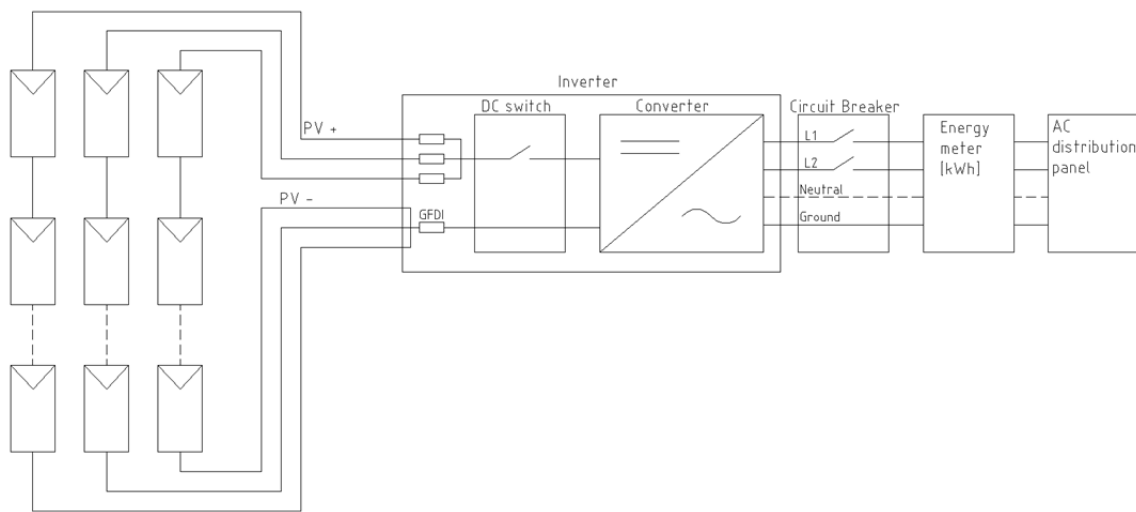 Inverter
DC switch
Converter
Circuit Breaker
Energy
meter
[kWh]
AC
distribution
panel
PV +
L1
L2
PV -
Neutral
GFDI
Ground